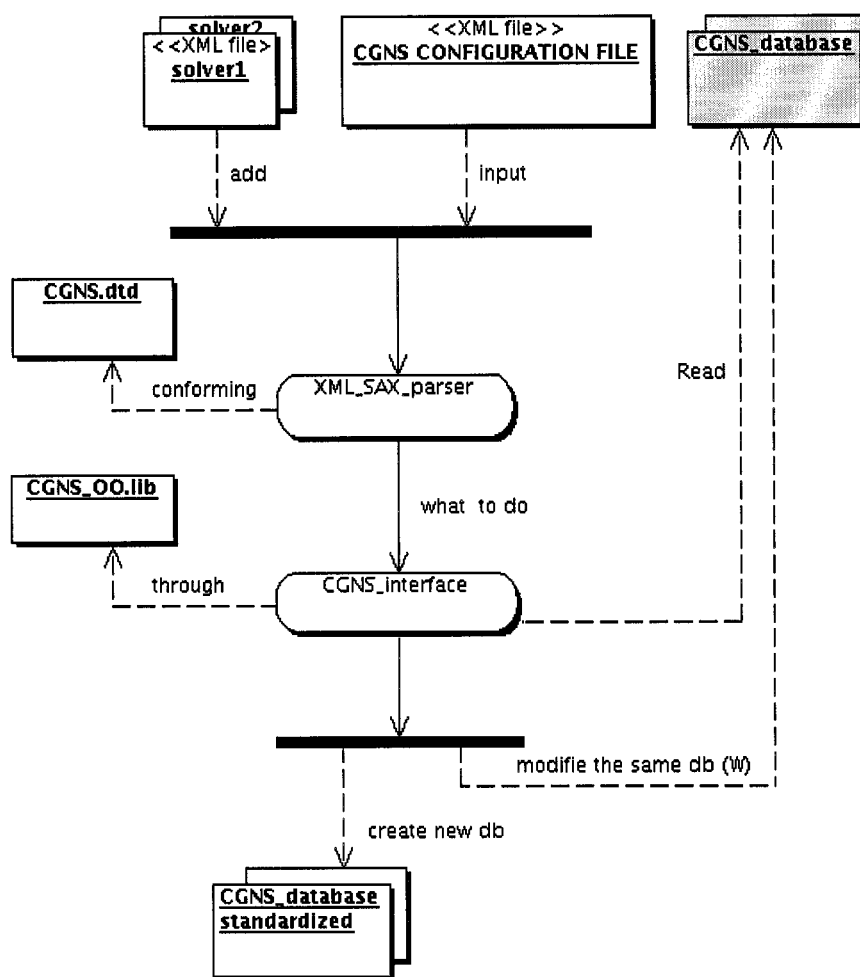 solver2
<<XML file>
solver1
<<XML file>>
CGNS CONFIGURATION FILE
CGNS_database
add
input
CGNS.dtd
conforming
XML_SAX_parser
Read
CGNS_OO.lib
what to do
through
CGNS_interface
modifie the same db (W)
create new db
CGNS_database
standardized